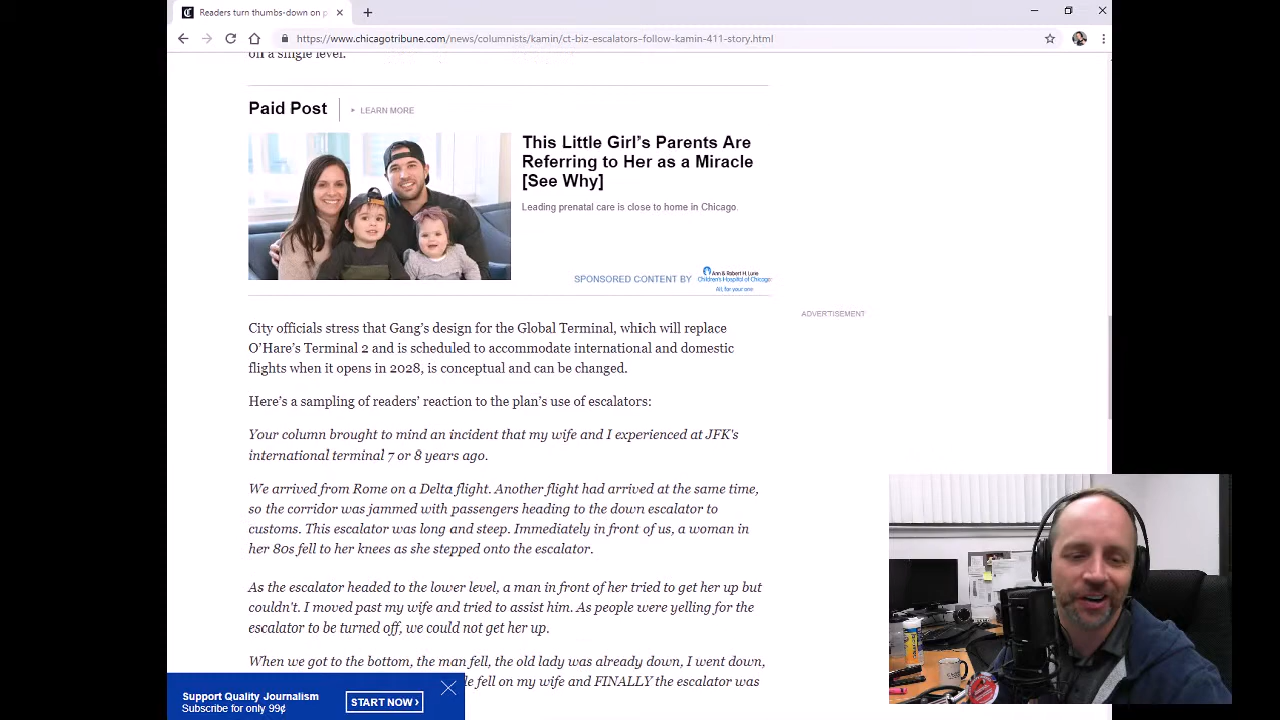 Readers turn thumbs-down on p
https://www.chicagotribune.com/news/columnists/kamin/ct-biz-escalators-follow-kamin-411-story.html
on a single level.
Paid Post
LEARN MORE
This Little Girl's Parents Are
Referring to Her as a Miracle
[See Why]
Leading prenatal care is close to home in Chicago.
SPONSORED CONTENT BY
Ann & Robert H. Lurie
Children's Hospital of Chicago
All, for your one.
City officials stress that Gang's design for the Global Terminal, which will replace
O'Hare's Terminal 2 and is scheduled to accommodate international and domestic
flights when it opens in 2028, is conceptual and can be changed.
ADVERTISEMENT
Here's a sampling of readers' reaction to the plan's use of escalators:
Your column brought to mind an incident that my wife and I experienced at JFK's
international terminal 7 or 8 years ago.
We arrived from Rome on a Delta flight. Another flight had arrived at the same time,
so the corridor was jammed with passengers heading to the down escalator to
customs. This escalator was long and steep. Immediately in front of us, a woman in
her 80s fell to her knees as she stepped onto the escalator.
As the escalator headed to the lower level, a man in front of her tried to get her up but
couldn't. I moved past my wife and tried to assist him. As people were yelling for the
escalator to be turned off, we could not get her up.
When we got to the bottom, the man fell, the old lady was already down, I went down,
fell on my wife and FINALLY the escalator was
Support Quality Journalism
Subscribe for only 99¢
START NOW ›